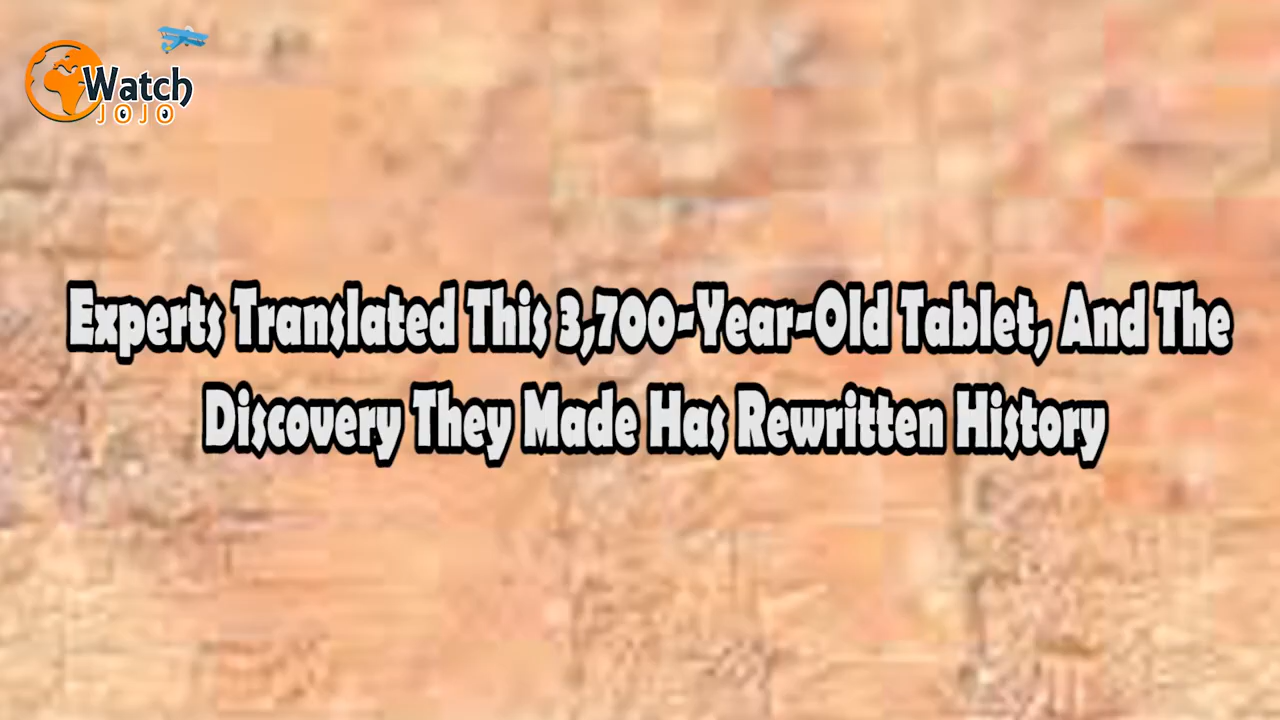 Watch
JOJO
Experts Translated This 3,700-Year-Old Tablet, And The
Discovery They Made Has Rewritten History